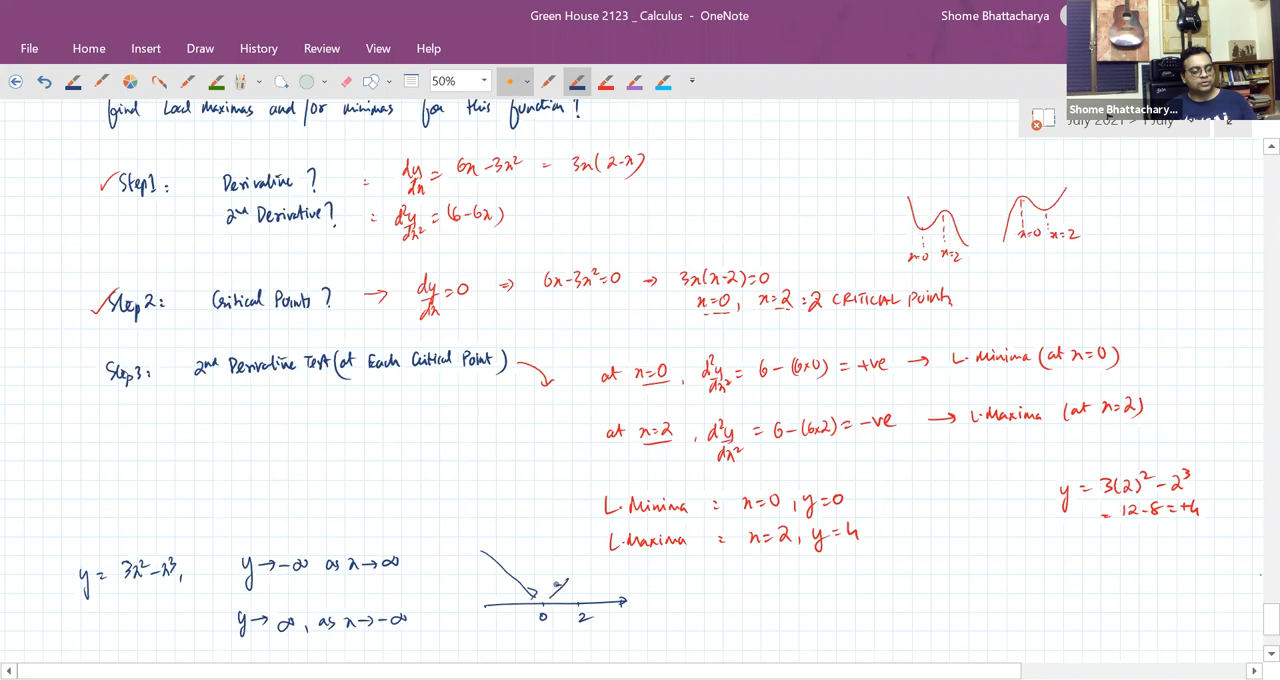 Green House 2123 _ Calculus - OneNote
Shome Bhattacharya
File Home Insert Draw History Review View Help
50%
Shome Bhattachary...
July 2021 > 1 July
find Local maximas and/or minimas for this function?
Step1: Derivative? : dy/dx = 6x-3x² = 3x(2-x)
2nd Derivative? : d²y/dx² = (6-6x)
x=0 x=2 x=0 x=2
Step2: Critical Points? → dy/dx = 0 ⇒ 6x-3x²=0 → 3x(x-2)=0
x=0, x=2 : 2 CRITICAL Points
Step3: 2nd Derivative Test (at Each Critical Point)
at x=0, d²y/dx² = 6-(6x0) = +ve → L.Minima (at x=0)
at x=2, d²y/dx² = 6-(6x2) = -ve → L.Maxima (at x=2)
y = 3(2)² - 2³
= 12-8 = +4
L.Minima : x=0, y=0
L.Maxima : x=2, y=4
y = 3x²-x³, y→-∞ as x→∞
y→∞, as x→-∞
0 2